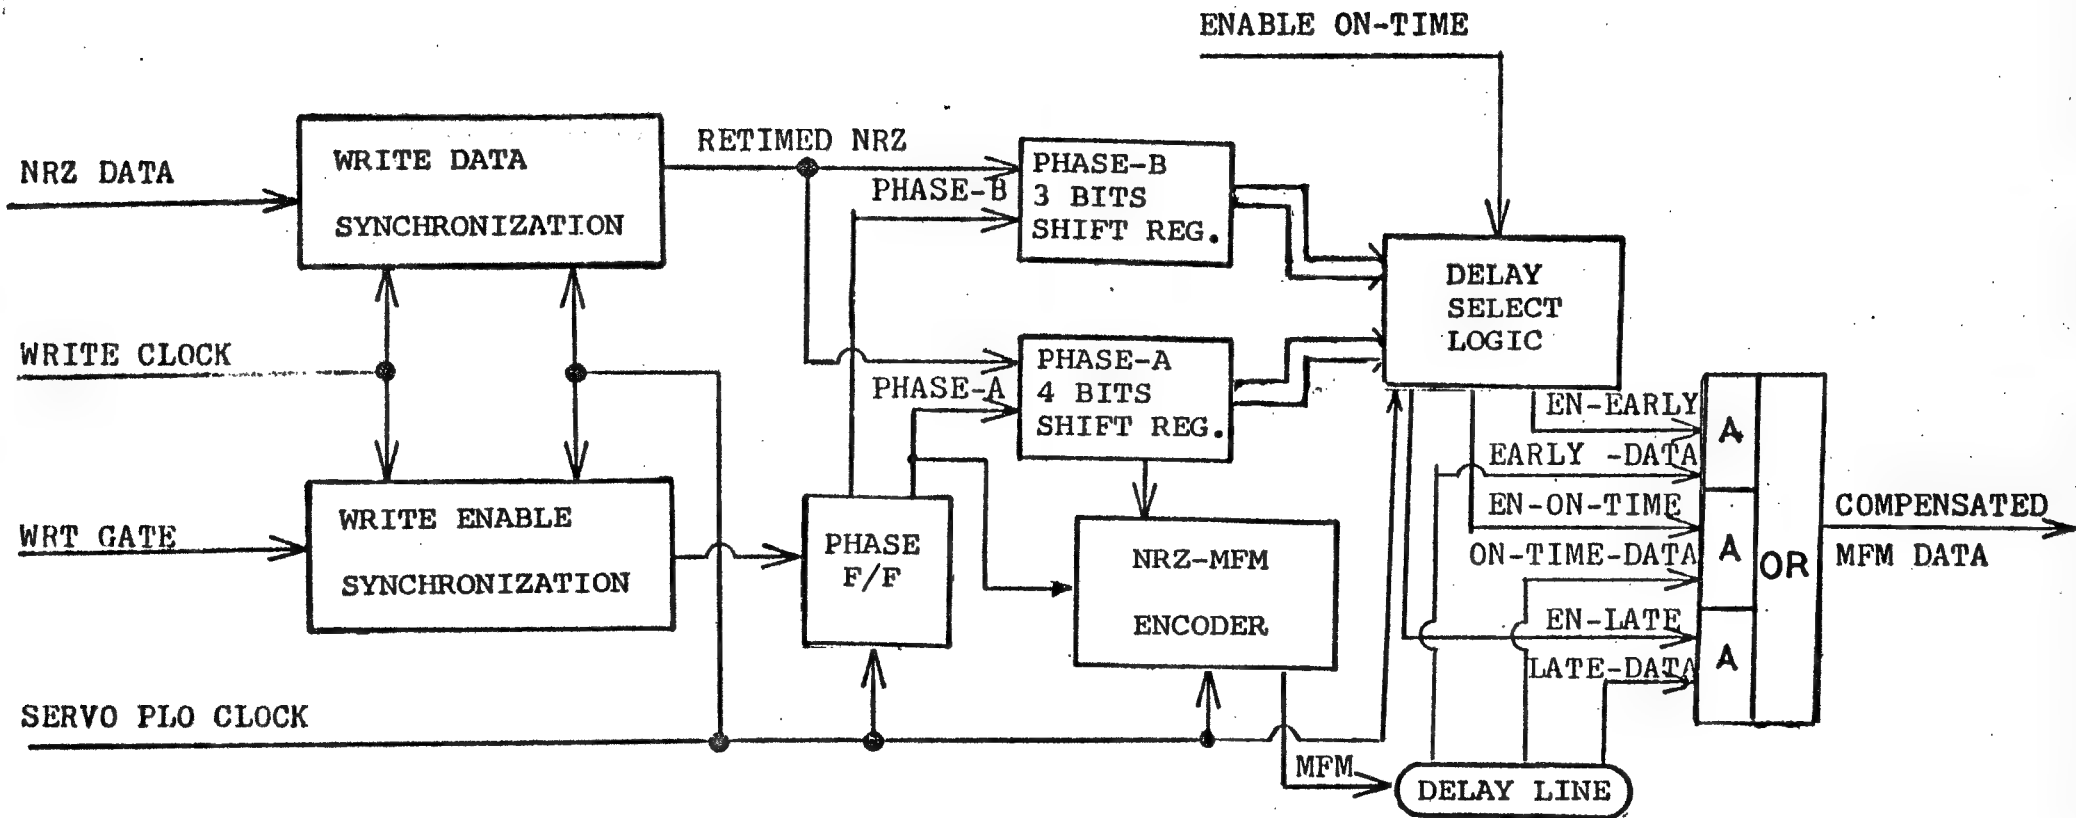 ENABLE ON-TIME
NRZ DATA
WRITE DATA
SYNCHRONIZATION
RETIMED NRZ
PHASE-B
PHASE-B
3 BITS
SHIFT REG.
DELAY
SELECT
LOGIC
WRITE CLOCK
PHASE-A
PHASE-A
4 BITS
SHIFT REG.
EN-EARLY
EARLY -DATA
EN-ON-TIME
ON-TIME-DATA
EN-LATE
LATE-DATA
A
A
A
OR
COMPENSATED
MFM DATA
WRT GATE
WRITE ENABLE
SYNCHRONIZATION
PHASE
F/F
NRZ-MFM
ENCODER
SERVO PLO CLOCK
MFM
DELAY LINE